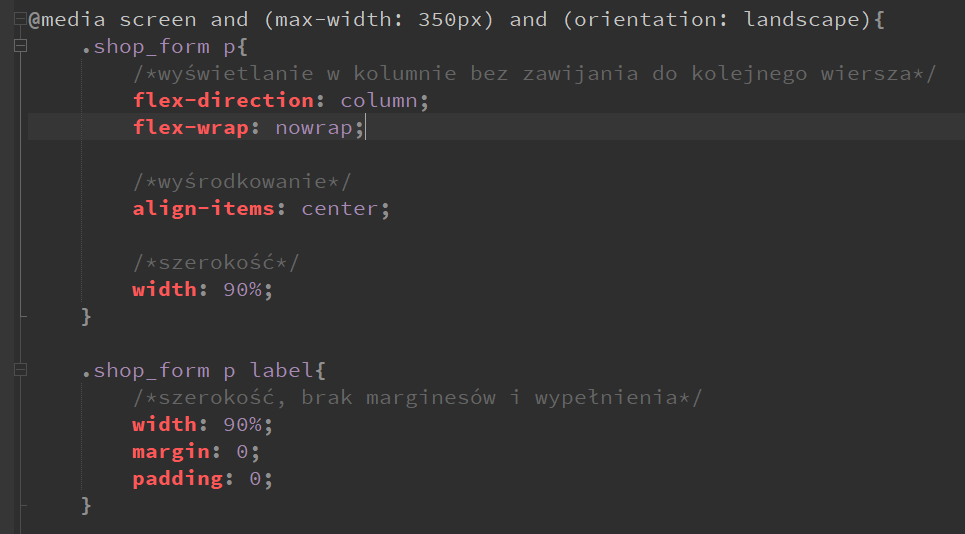 @media screen and (max-width: 350px) and (orientation: landscape){
.shop_form p{
/*wyświetlanie w kolumnie bez zawijania do kolejnego wiersza*/
flex-direction: column;
flex-wrap: nowrap;
/*wyśrodkowanie*/
align-items: center;
/*szerokość*/
width: 90%;
}
.shop_form p label{
/*szerokość, brak marginesów i wypełnienia*/
width: 90%;
margin: 0;
padding: 0;
}